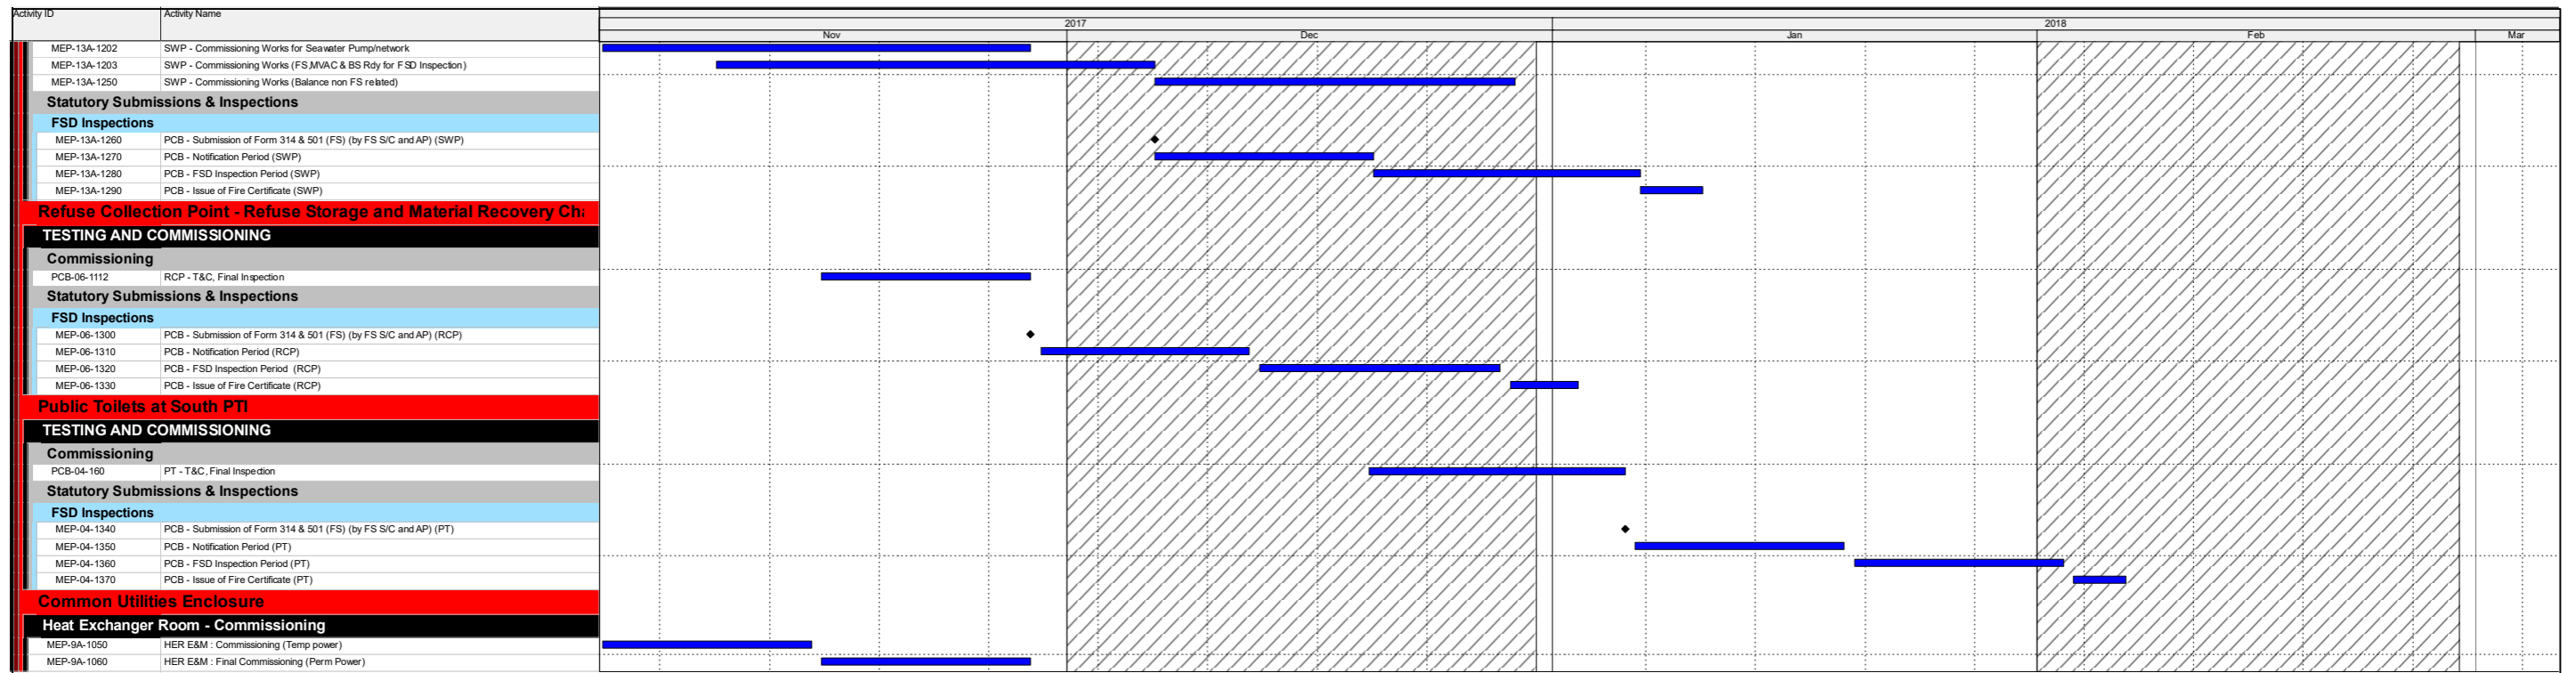 Activity ID Activity Name
2017 2018
Nov Dec Jan Feb Mar
MEP-13A-1202 SWP - Commissioning Works for Seawater Pump/network
MEP-13A-1203 SWP - Commissioning Works (FS,MVAC & BS Rdy for FSD Inspection)
MEP-13A-1250 SWP - Commissioning Works (Balance non FS related)
Statutory Submissions & Inspections
FSD Inspections
MEP-13A-1260 PCB - Submission of Form 314 & 501 (FS) (by FS S/C and AP) (SWP)
MEP-13A-1270 PCB - Notification Period (SWP)
MEP-13A-1280 PCB - FSD Inspection Period (SWP)
MEP-13A-1290 PCB - Issue of Fire Certificate (SWP)
Refuse Collection Point - Refuse Storage and Material Recovery Cha
TESTING AND COMMISSIONING
Commissioning
PCB-06-1112 RCP - T&C, Final Inspection
Statutory Submissions & Inspections
FSD Inspections
MEP-06-1300 PCB - Submission of Form 314 & 501 (FS) (by FS S/C and AP) (RCP)
MEP-06-1310 PCB - Notification Period (RCP)
MEP-06-1320 PCB - FSD Inspection Period (RCP)
MEP-06-1330 PCB - Issue of Fire Certificate (RCP)
Public Toilets at South PTI
TESTING AND COMMISSIONING
Commissioning
PCB-04-160 PT - T&C, Final Inspection
Statutory Submissions & Inspections
FSD Inspections
MEP-04-1340 PCB - Submission of Form 314 & 501 (FS) (by FS S/C and AP) (PT)
MEP-04-1350 PCB - Notification Period (PT)
MEP-04-1360 PCB - FSD Inspection Period (PT)
MEP-04-1370 PCB - Issue of Fire Certificate (PT)
Common Utilities Enclosure
Heat Exchanger Room - Commissioning
MEP-9A-1050 HER E&M : Commissioning (Temp power)
MEP-9A-1060 HER E&M : Final Commissioning (Perm Power)